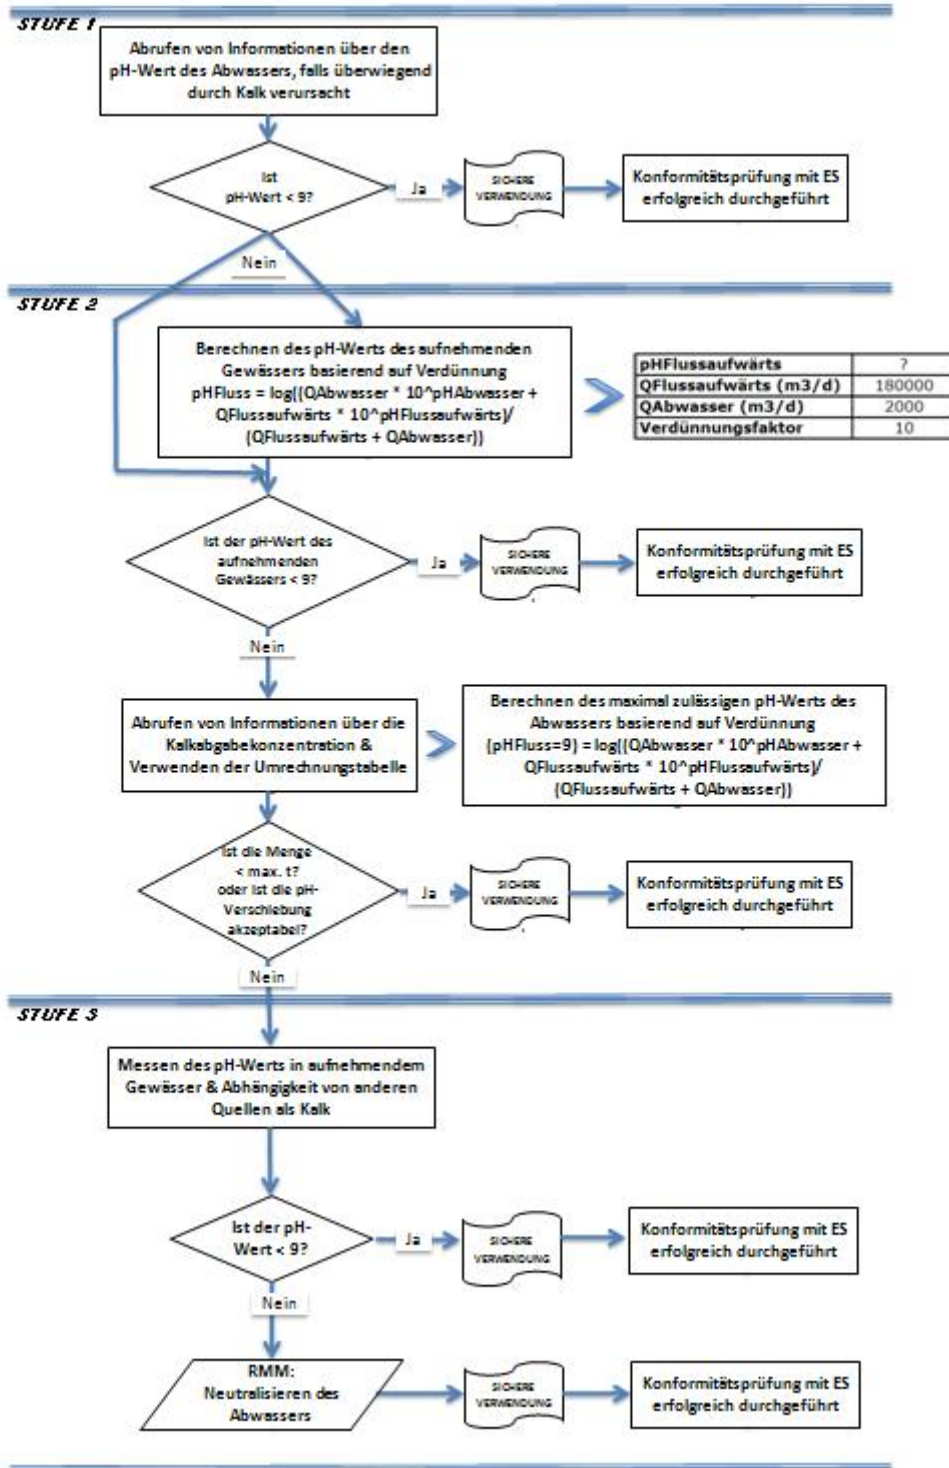 STUFE 1
Abrufen von Informationen über den
pH-Wert des Abwassers, falls überwiegend
durch Kalk verursacht
Ist
pH-Wert < 9?
Ja
SICHERE
VERWENDUNG
Konformitätsprüfung mit ES
erfolgreich durchgeführt
Nein
STUFE 2
Berechnen des pH-Werts des aufnehmenden
Gewässers basierend auf Verdünnung
pHFluss = log((QAbwasser * 10^pHAbwasser +
QFlussaufwärts * 10^pHFlussaufwärts)/
(QFlussaufwärts + QAbwasser))
pHFlussaufwärts ?
QFlussaufwärts (m3/d) 180000
QAbwasser (m3/d) 2000
Verdünnungsfaktor 10
Ist der pH-Wert des
aufnehmenden
Gewässers < 9?
Ja
SICHERE
VERWENDUNG
Konformitätsprüfung mit ES
erfolgreich durchgeführt
Nein
Abrufen von Informationen über die
Kalkabgabekonzentration &
Verwenden der Umrechnungstabelle
Berechnen des maximal zulässigen pH-Werts des
Abwassers basierend auf Verdünnung
(pHFluss=9) = log((QAbwasser * 10^pHAbwasser +
QFlussaufwärts * 10^pHFlussaufwärts)/
(QFlussaufwärts + QAbwasser))
Ist die Menge
< max. t?
oder ist die pH-
Verschiebung
akzeptabel?
Ja
SICHERE
VERWENDUNG
Konformitätsprüfung mit ES
erfolgreich durchgeführt
Nein
STUFE 3
Messen des pH-Werts in aufnehmendem
Gewässer & Abhängigkeit von anderen
Quellen als Kalk
Ist der pH-
Wert < 9?
Ja
SICHERE
VERWENDUNG
Konformitätsprüfung mit ES
erfolgreich durchgeführt
Nein
RMM:
Neutralisieren des
Abwassers
SICHERE
VERWENDUNG
Konformitätsprüfung mit ES
erfolgreich durchgeführt